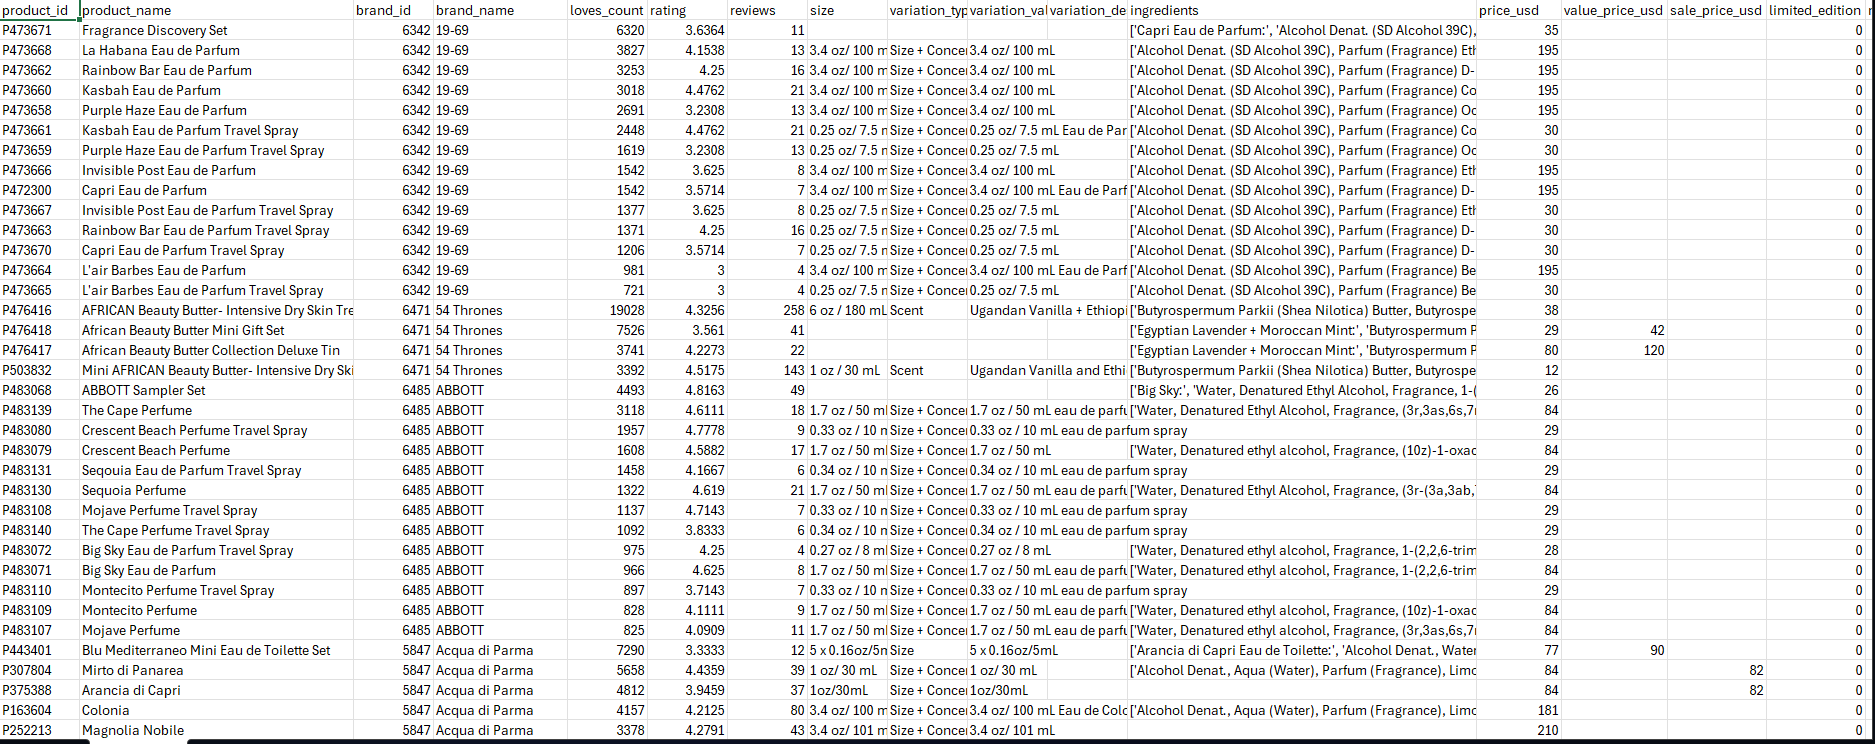 product_id product_name brand_id brand_name loves_count rating reviews size variation_typ variation_val variation_de ingredients price_usd value_price_usd sale_price_usd limited_edition
P473671 Fragrance Discovery Set 6342 19-69 6320 3.6364 11 ['Capri Eau de Parfum:', 'Alcohol Denat. (SD Alcohol 39C), 35 0
P473668 La Habana Eau de Parfum 6342 19-69 3827 4.1538 13 3.4 oz/ 100 m Size + Concer 3.4 oz/ 100 mL ['Alcohol Denat. (SD Alcohol 39C), Parfum (Fragrance) Eth 195 0
P473662 Rainbow Bar Eau de Parfum 6342 19-69 3253 4.25 16 3.4 oz/ 100 m Size + Concer 3.4 oz/ 100 mL ['Alcohol Denat. (SD Alcohol 39C), Parfum (Fragrance) D- 195 0
P473660 Kasbah Eau de Parfum 6342 19-69 3018 4.4762 21 3.4 oz/ 100 m Size + Concer 3.4 oz/ 100 mL ['Alcohol Denat. (SD Alcohol 39C), Parfum (Fragrance) Co 195 0
P473658 Purple Haze Eau de Parfum 6342 19-69 2691 3.2308 13 3.4 oz/ 100 m Size + Concer 3.4 oz/ 100 mL ['Alcohol Denat. (SD Alcohol 39C), Parfum (Fragrance) Oc 195 0
P473661 Kasbah Eau de Parfum Travel Spray 6342 19-69 2448 4.4762 21 0.25 oz/ 7.5 n Size + Concer 0.25 oz/ 7.5 mL Eau de Par ['Alcohol Denat. (SD Alcohol 39C), Parfum (Fragrance) Co 30 0
P473659 Purple Haze Eau de Parfum Travel Spray 6342 19-69 1619 3.2308 13 0.25 oz/ 7.5 n Size + Concer 0.25 oz/ 7.5 mL ['Alcohol Denat. (SD Alcohol 39C), Parfum (Fragrance) Oc 30 0
P473666 Invisible Post Eau de Parfum 6342 19-69 1542 3.625 8 3.4 oz/ 100 m Size + Concer 3.4 oz/ 100 mL ['Alcohol Denat. (SD Alcohol 39C), Parfum (Fragrance) Eth 195 0
P472300 Capri Eau de Parfum 6342 19-69 1542 3.5714 7 3.4 oz/ 100 m Size + Concer 3.4 oz/ 100 mL Eau de Parf ['Alcohol Denat. (SD Alcohol 39C), Parfum (Fragrance) D- 195 0
P473667 Invisible Post Eau de Parfum Travel Spray 6342 19-69 1377 3.625 8 0.25 oz/ 7.5 n Size + Concer 0.25 oz/ 7.5 mL ['Alcohol Denat. (SD Alcohol 39C), Parfum (Fragrance) Eth 30 0
P473663 Rainbow Bar Eau de Parfum Travel Spray 6342 19-69 1371 4.25 16 0.25 oz/ 7.5 n Size + Concer 0.25 oz/ 7.5 mL ['Alcohol Denat. (SD Alcohol 39C), Parfum (Fragrance) D- 30 0
P473670 Capri Eau de Parfum Travel Spray 6342 19-69 1206 3.5714 7 0.25 oz/ 7.5 n Size + Concer 0.25 oz/ 7.5 mL ['Alcohol Denat. (SD Alcohol 39C), Parfum (Fragrance) D- 30 0
P473664 L'air Barbes Eau de Parfum 6342 19-69 981 3 4 3.4 oz/ 100 m Size + Concer 3.4 oz/ 100 mL Eau de Parf ['Alcohol Denat. (SD Alcohol 39C), Parfum (Fragrance) Be 195 0
P473665 L'air Barbes Eau de Parfum Travel Spray 6342 19-69 721 3 4 0.25 oz/ 7.5 n Size + Concer 0.25 oz/ 7.5 mL ['Alcohol Denat. (SD Alcohol 39C), Parfum (Fragrance) Be 30 0
P476416 AFRICAN Beauty Butter- Intensive Dry Skin Tre 6471 54 Thrones 19028 4.3256 258 6 oz / 180 mL Scent Ugandan Vanilla + Ethiopi ['Butyrospermum Parkii (Shea Nilotica) Butter, Butyrospe 38 0
P476418 African Beauty Butter Mini Gift Set 6471 54 Thrones 7526 3.561 41 ['Egyptian Lavender + Moroccan Mint:', 'Butyrospermum P 29 42 0
P476417 African Beauty Butter Collection Deluxe Tin 6471 54 Thrones 3741 4.2273 22 ['Egyptian Lavender + Moroccan Mint:', 'Butyrospermum P 80 120 0
P503832 Mini AFRICAN Beauty Butter- Intensive Dry Ski 6471 54 Thrones 3392 4.5175 143 1 oz / 30 mL Scent Ugandan Vanilla and Ethi ['Butyrospermum Parkii (Shea Nilotica) Butter, Butyrospe 12 0
P483068 ABBOTT Sampler Set 6485 ABBOTT 4493 4.8163 49 ['Big Sky:', 'Water, Denatured Ethyl Alcohol, Fragrance, 1-( 26 0
P483139 The Cape Perfume 6485 ABBOTT 3118 4.6111 18 1.7 oz / 50 ml Size + Concer 1.7 oz / 50 mL eau de parfu ['Water, Denatured Ethyl Alcohol, Fragrance, (3r,3as,6s,7r 84 0
P483080 Crescent Beach Perfume Travel Spray 6485 ABBOTT 1957 4.7778 9 0.33 oz / 10 n Size + Concer 0.33 oz / 10 mL eau de parfum spray 29 0
P483079 Crescent Beach Perfume 6485 ABBOTT 1608 4.5882 17 1.7 oz / 50 ml Size + Concer 1.7 oz / 50 mL ['Water, Denatured ethyl alcohol, Fragrance, (10z)-1-oxac 84 0
P483131 Seqouia Eau de Parfum Travel Spray 6485 ABBOTT 1458 4.1667 6 0.34 oz / 10 n Size + Concer 0.34 oz / 10 mL eau de parfum spray 29 0
P483130 Sequoia Perfume 6485 ABBOTT 1322 4.619 21 1.7 oz / 50 ml Size + Concer 1.7 oz / 50 mL eau de parfu ['Water, Denatured Ethyl Alcohol, Fragrance, (3r-(3a,3ab, 84 0
P483108 Mojave Perfume Travel Spray 6485 ABBOTT 1137 4.7143 7 0.33 oz / 10 n Size + Concer 0.33 oz / 10 mL eau de parfum spray 29 0
P483140 The Cape Perfume Travel Spray 6485 ABBOTT 1092 3.8333 6 0.34 oz / 10 n Size + Concer 0.34 oz / 10 mL eau de parfum spray 29 0
P483072 Big Sky Eau de Parfum Travel Spray 6485 ABBOTT 975 4.25 4 0.27 oz / 8 ml Size + Concer 0.27 oz / 8 mL ['Water, Denatured ethyl alcohol, Fragrance, 1-(2,2,6-trim 28 0
P483071 Big Sky Eau de Parfum 6485 ABBOTT 966 4.625 8 1.7 oz / 50 ml Size + Concer 1.7 oz / 50 mL eau de parfu ['Water, Denatured ethyl alcohol, Fragrance, 1-(2,2,6-trim 84 0
P483110 Montecito Perfume Travel Spray 6485 ABBOTT 897 3.7143 7 0.33 oz / 10 n Size + Concer 0.33 oz / 10 mL eau de parfum spray 29 0
P483109 Montecito Perfume 6485 ABBOTT 828 4.1111 9 1.7 oz / 50 ml Size + Concer 1.7 oz / 50 mL eau de parfu ['Water, Denatured ethyl alcohol, Fragrance, (10z)-1-oxac 84 0
P483107 Mojave Perfume 6485 ABBOTT 825 4.0909 11 1.7 oz / 50 ml Size + Concer 1.7 oz / 50 mL eau de parfu ['Water, Denatured ethyl alcohol, Fragrance, (3r,3as,6s,7r 84 0
P443401 Blu Mediterraneo Mini Eau de Toilette Set 5847 Acqua di Parma 7290 3.3333 12 5 x 0.16oz/5n Size 5 x 0.16oz/5mL ['Arancia di Capri Eau de Toilette:', 'Alcohol Denat., Water 77 90 0
P307804 Mirto di Panarea 5847 Acqua di Parma 5658 4.4359 39 1 oz/ 30 mL Size + Concer 1 oz/ 30 mL ['Alcohol Denat., Aqua (Water), Parfum (Fragrance), Limo 84 82 0
P375388 Arancia di Capri 5847 Acqua di Parma 4812 3.9459 37 1oz/30mL Size + Concer 1oz/30mL 84 82 0
P163604 Colonia 5847 Acqua di Parma 4157 4.2125 80 3.4 oz/ 100 m Size + Concer 3.4 oz/ 100 mL Eau de Colo ['Alcohol Denat., Aqua (Water), Parfum (Fragrance), Limo 181 0
P252213 Magnolia Nobile 5847 Acqua di Parma 3378 4.2791 43 3.4 oz/ 101 m Size + Concer 3.4 oz/ 101 mL 210 0